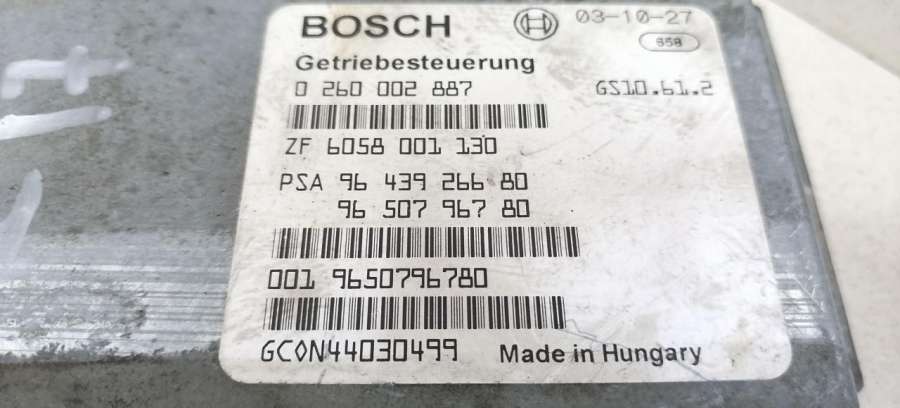 BOSCH 03-10-27
858
Getriebesteuerung
0 260 002 887 GS10.61.2
ZF 6058 001 130
PSA 96 439 266 80
96 507 967 80
001 9650796780
GC0N44030499 Made in Hungary